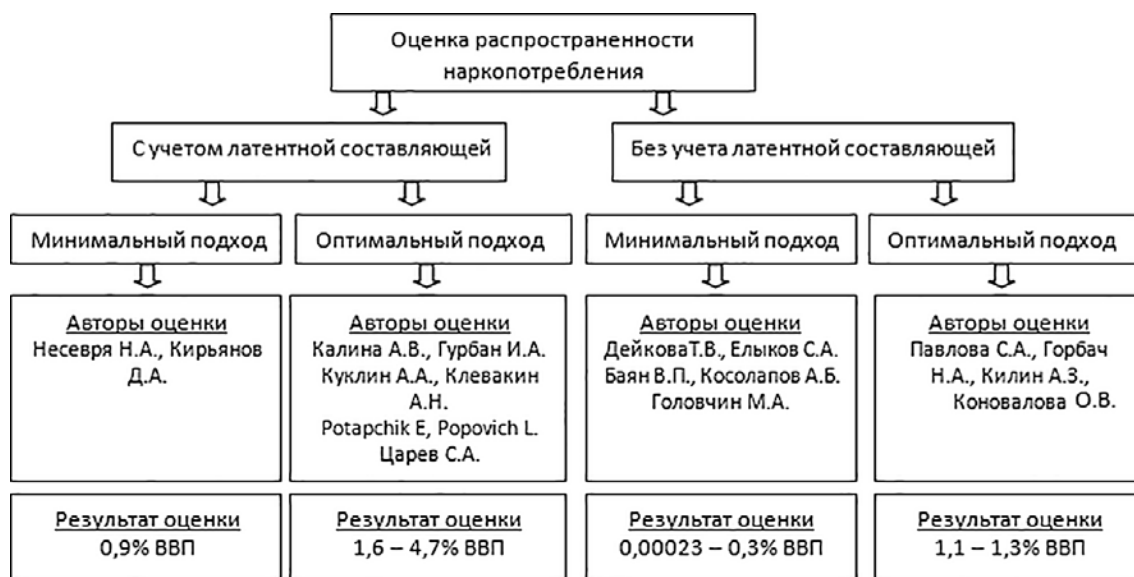 Оценка распространенности
наркопотребления
С учетом латентной составляющей
Без учета латентной составляющей
Минимальный подход
Оптимальный подход
Минимальный подход
Оптимальный подход
Авторы оценки
Несевря Н.А., Кирьянов
Д.А.
Авторы оценки
Калина А.В., Гурбан И.А.
Куклин А.А., Клевакин
А.Н.
Potapchik E, Popovich L.
Царев С.А.
Авторы оценки
ДейковаТ.В., Елыков С.А.
Баян В.П., Косолапов А.Б.
Головчин М.А.
Авторы оценки
Павлова С.А., Горбач
Н.А., Килин А.З.,
Коновалова О.В.
Результат оценки
0,9% ВВП
Результат оценки
1,6 – 4,7% ВВП
Результат оценки
0,00023 – 0,3% ВВП
Результат оценки
1,1 – 1,3% ВВП